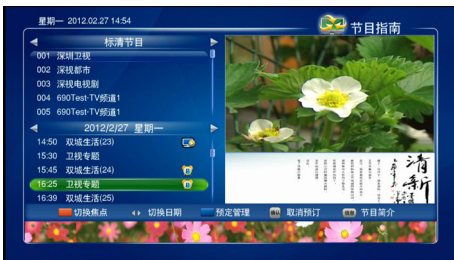 星期一 2012.02.27 14:54
节目指南
标清节目
001 深圳卫视
002 深视都市
003 深视电视剧
004 690Test-TV频道1
005 690Test-TV频道1
2012/2/27 星期一
14:50 双城生活(23)
15:30 卫视专题
15:45 双城生活(24)
16:25 卫视专题
16:39 双城生活(25)
清新
切换焦点 切换日期 预定管理 确认 取消预订 信息 节目简介